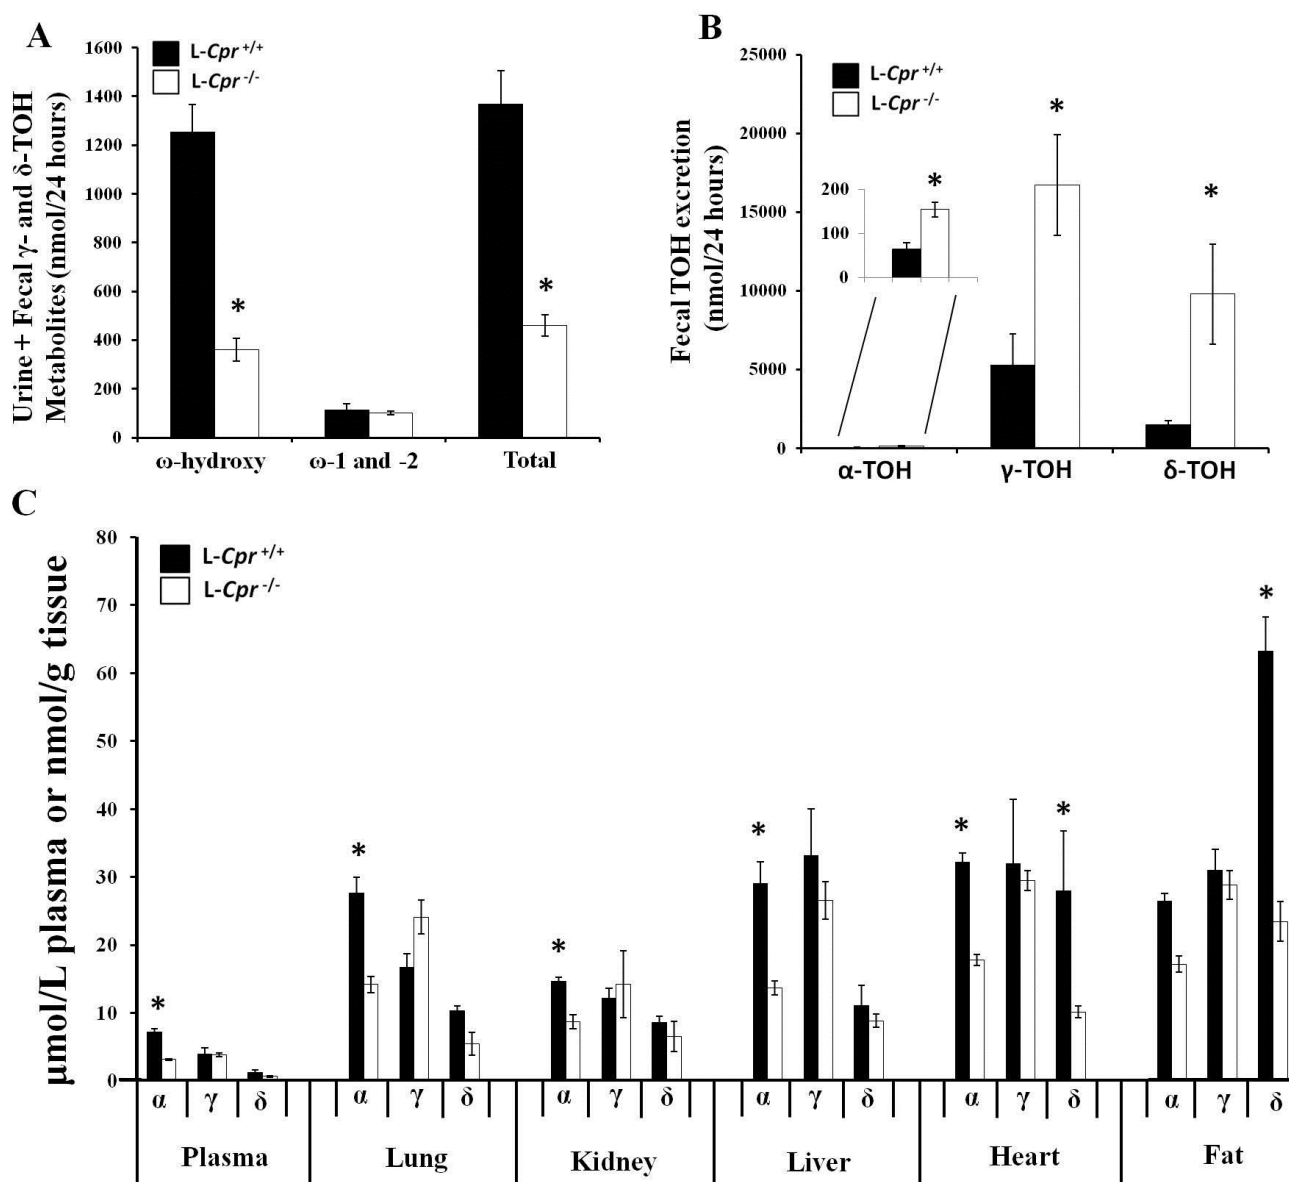 A
Urine + Fecal γ- and δ-TOH
Metabolites (nmol/24 hours)
1600
1400
1200
1000
800
600
400
200
0
L-Cpr +/+
L-Cpr -/-
*
*
ω-hydroxy
ω-1 and -2
Total
B
Fecal TOH excretion
(nmol/24 hours)
25000
20000
15000
10000
5000
0
L-Cpr +/+
L-Cpr -/-
200
100
0
*
*
*
α-TOH
γ-TOH
δ-TOH
C
μmol/L plasma or nmol/g tissue
80
70
60
50
40
30
20
10
0
L-Cpr +/+
L-Cpr -/-
*
*
*
*
*
*
*
α γ δ α γ δ α γ δ α γ δ α γ δ α γ δ
Plasma Lung Kidney Liver Heart Fat